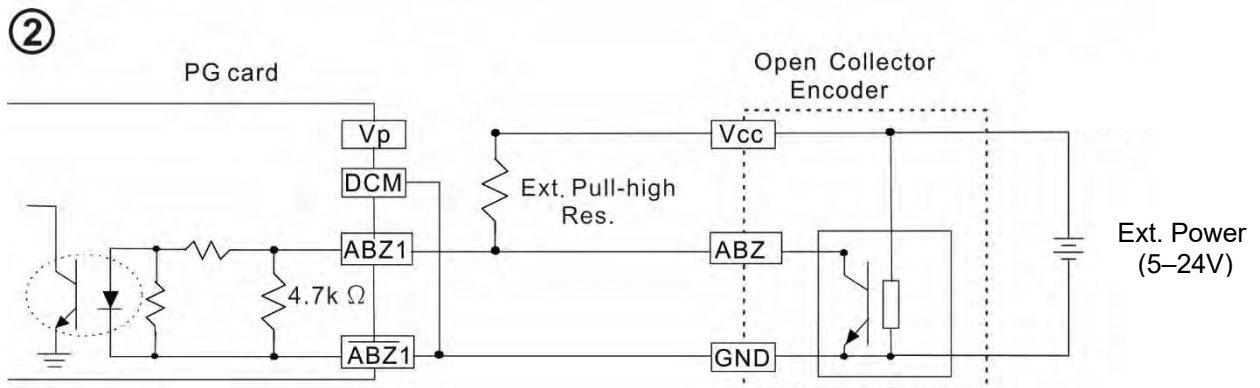 ②
PG card
Open Collector
Encoder
Vp
Vcc
DCM
Ext. Pull-high
Res.
ABZ1
ABZ
Ext. Power
(5–24V)
4.7k Ω
A̅B̅Z̅1
GND